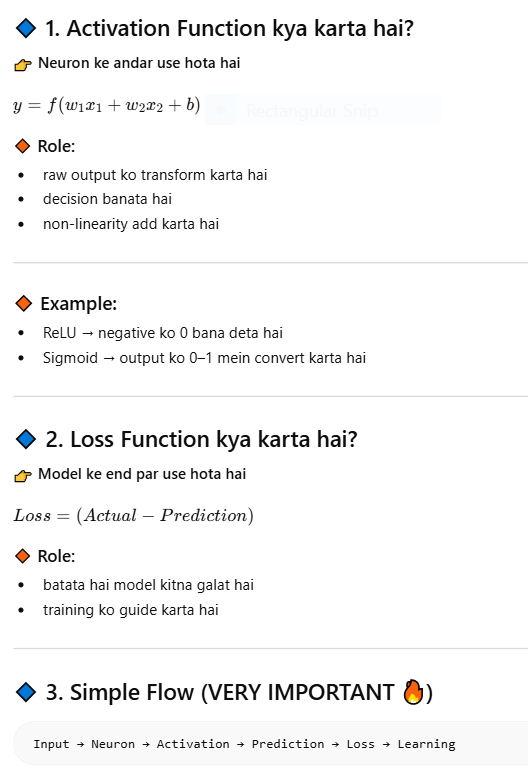 🔷 1. Activation Function kya karta hai?
👉 Neuron ke andar use hota hai
y = f(w₁x₁ + w₂x₂ + b)
Rectangular Snip
🔶 Role:
• raw output ko transform karta hai
• decision banata hai
• non-linearity add karta hai
🔶 Example:
• ReLU → negative ko 0 bana deta hai
• Sigmoid → output ko 0–1 mein convert karta hai
🔷 2. Loss Function kya karta hai?
👉 Model ke end par use hota hai
Loss = (Actual − Prediction)
🔶 Role:
• batata hai model kitna galat hai
• training ko guide karta hai
🔷 3. Simple Flow (VERY IMPORTANT 🔥)
Input → Neuron → Activation → Prediction → Loss → Learning